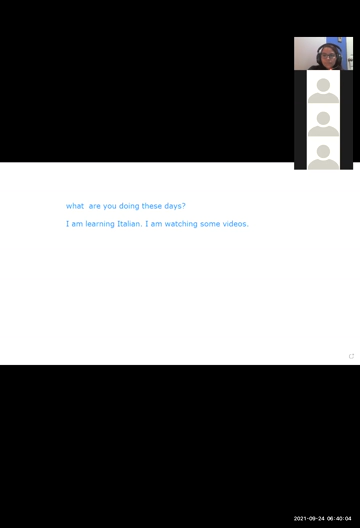 what  are you doing these days?
I am learning Italian. I am watching some videos.
2021-09-24 06:40:04